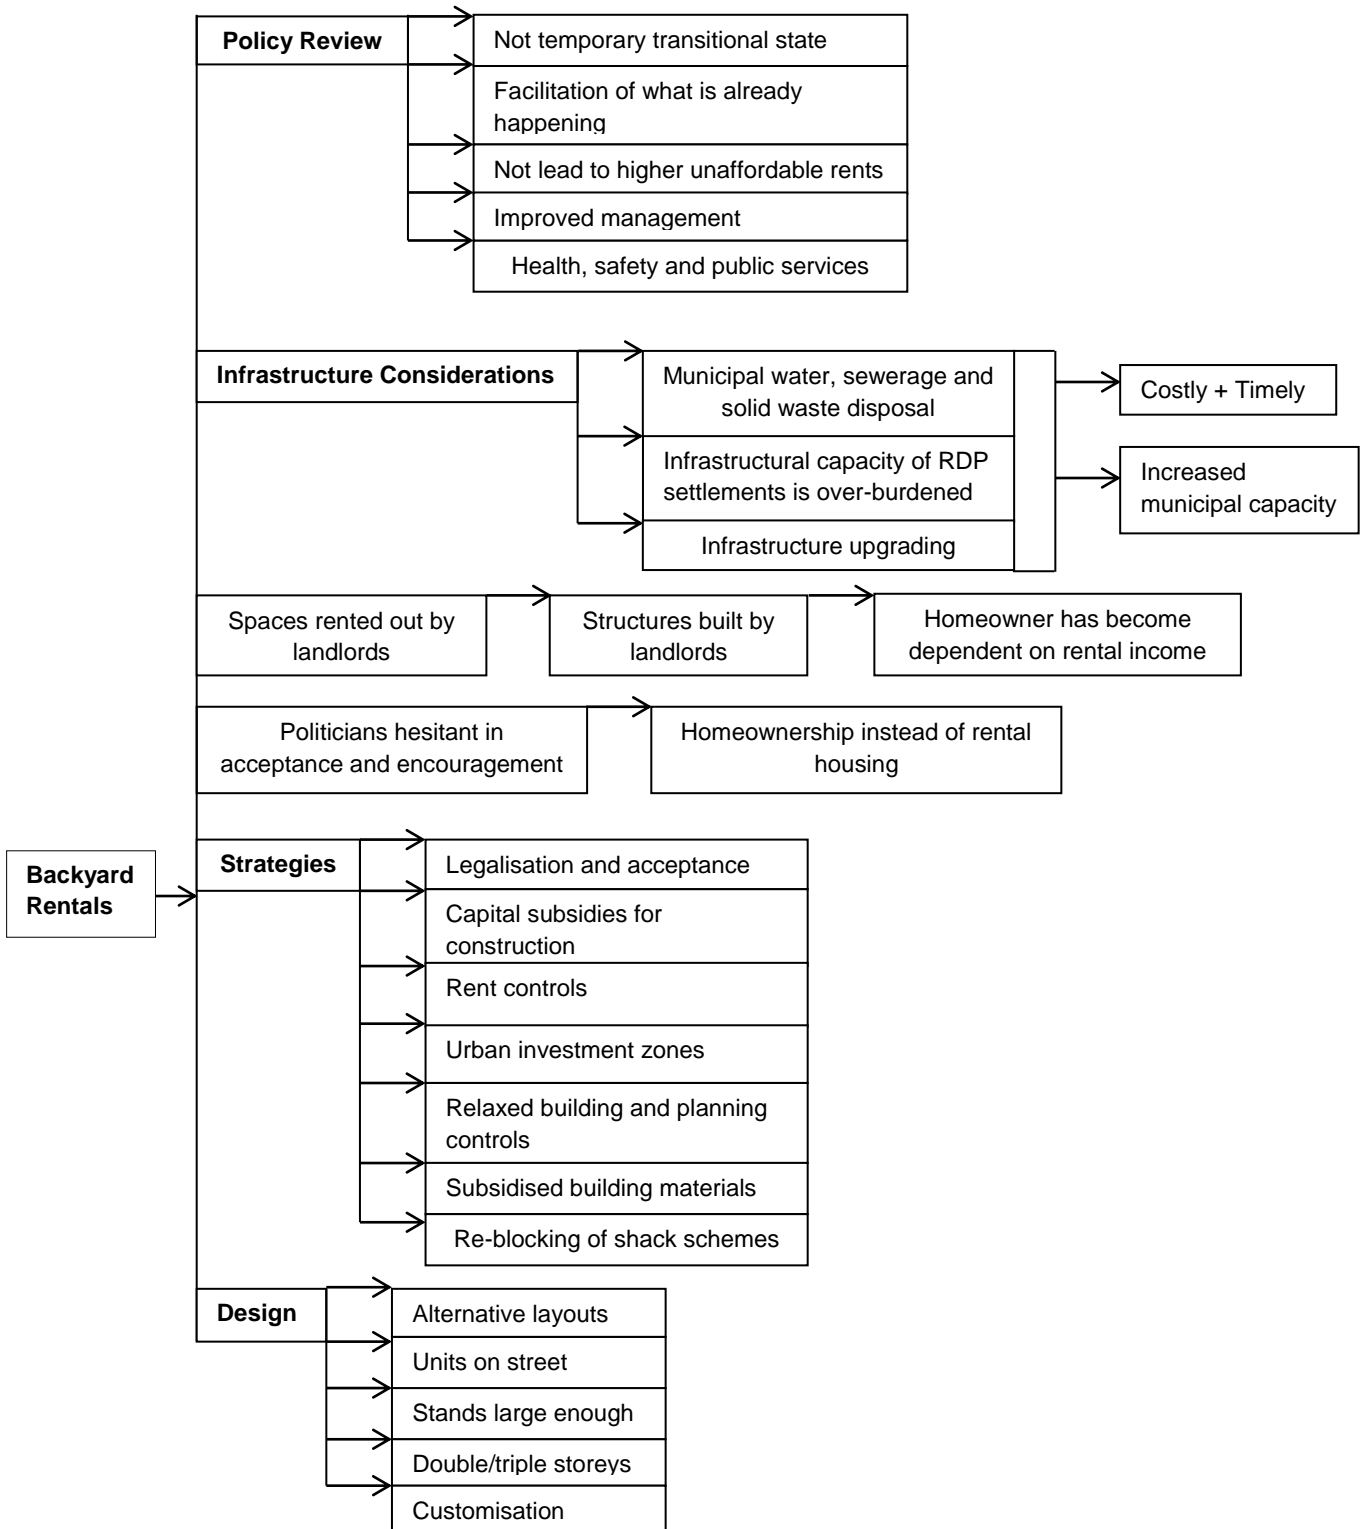 Policy Review
Not temporary transitional state
Facilitation of what is already
happening
Not lead to higher unaffordable rents
Improved management
Health, safety and public services
Infrastructure Considerations
Municipal water, sewerage and
solid waste disposal
Infrastructural capacity of RDP
settlements is over-burdened
Infrastructure upgrading
Costly + Timely
Increased
municipal capacity
Spaces rented out by
landlords
Structures built by
landlords
Homeowner has become
dependent on rental income
Politicians hesitant in
acceptance and encouragement
Homeownership instead of rental
housing
Backyard
Rentals
Strategies
Legalisation and acceptance
Capital subsidies for
construction
Rent controls
Urban investment zones
Relaxed building and planning
controls
Subsidised building materials
Re-blocking of shack schemes
Design
Alternative layouts
Units on street
Stands large enough
Double/triple storeys
Customisation